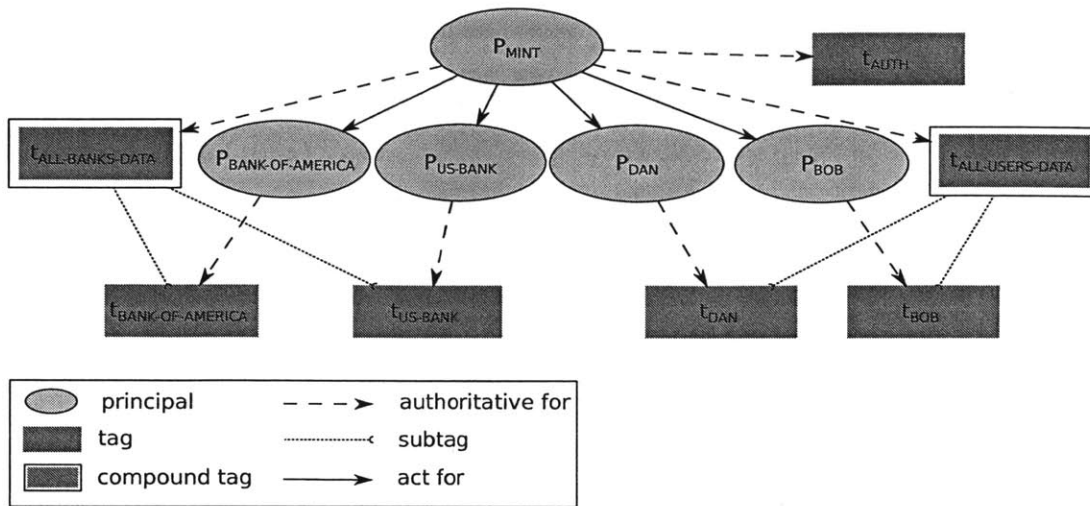 PMINT
tAUTH
tALL-BANKS-DATA
PBANK-OF-AMERICA
PUS-BANK
PDAN
PBOB
tALL-USERS-DATA
tBANK-OF-AMERICA
tUS-BANK
tDAN
tBOB
principal
authoritative for
tag
subtag
compound tag
act for